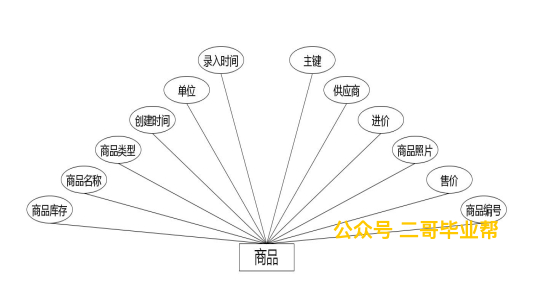 录入时间
主键
单位
供应商
创建时间
进价
商品类型
商品照片
商品名称
售价
商品库存
商品编号
公众号 二哥毕业帮
商品